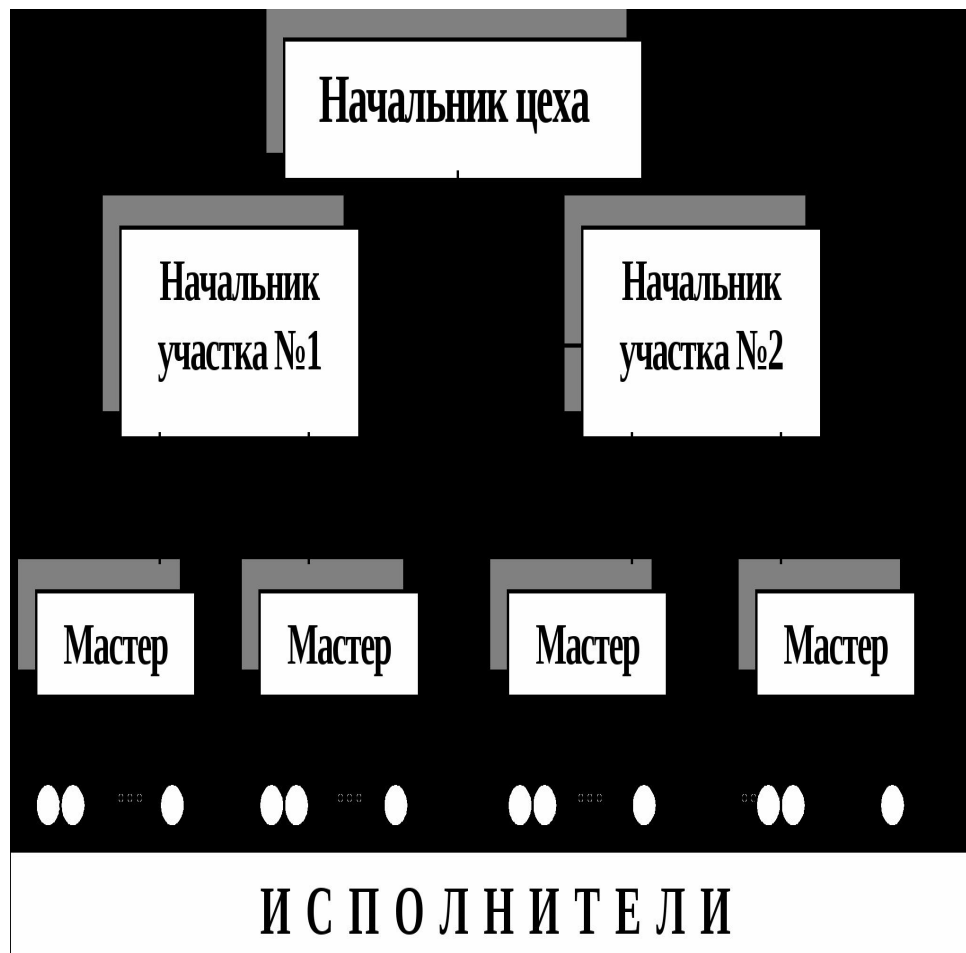 Начальник цеха
Начальник
участка №1
Начальник
участка №2
Мастер
Мастер
Мастер
Мастер
ИСПОЛНИТЕЛИ